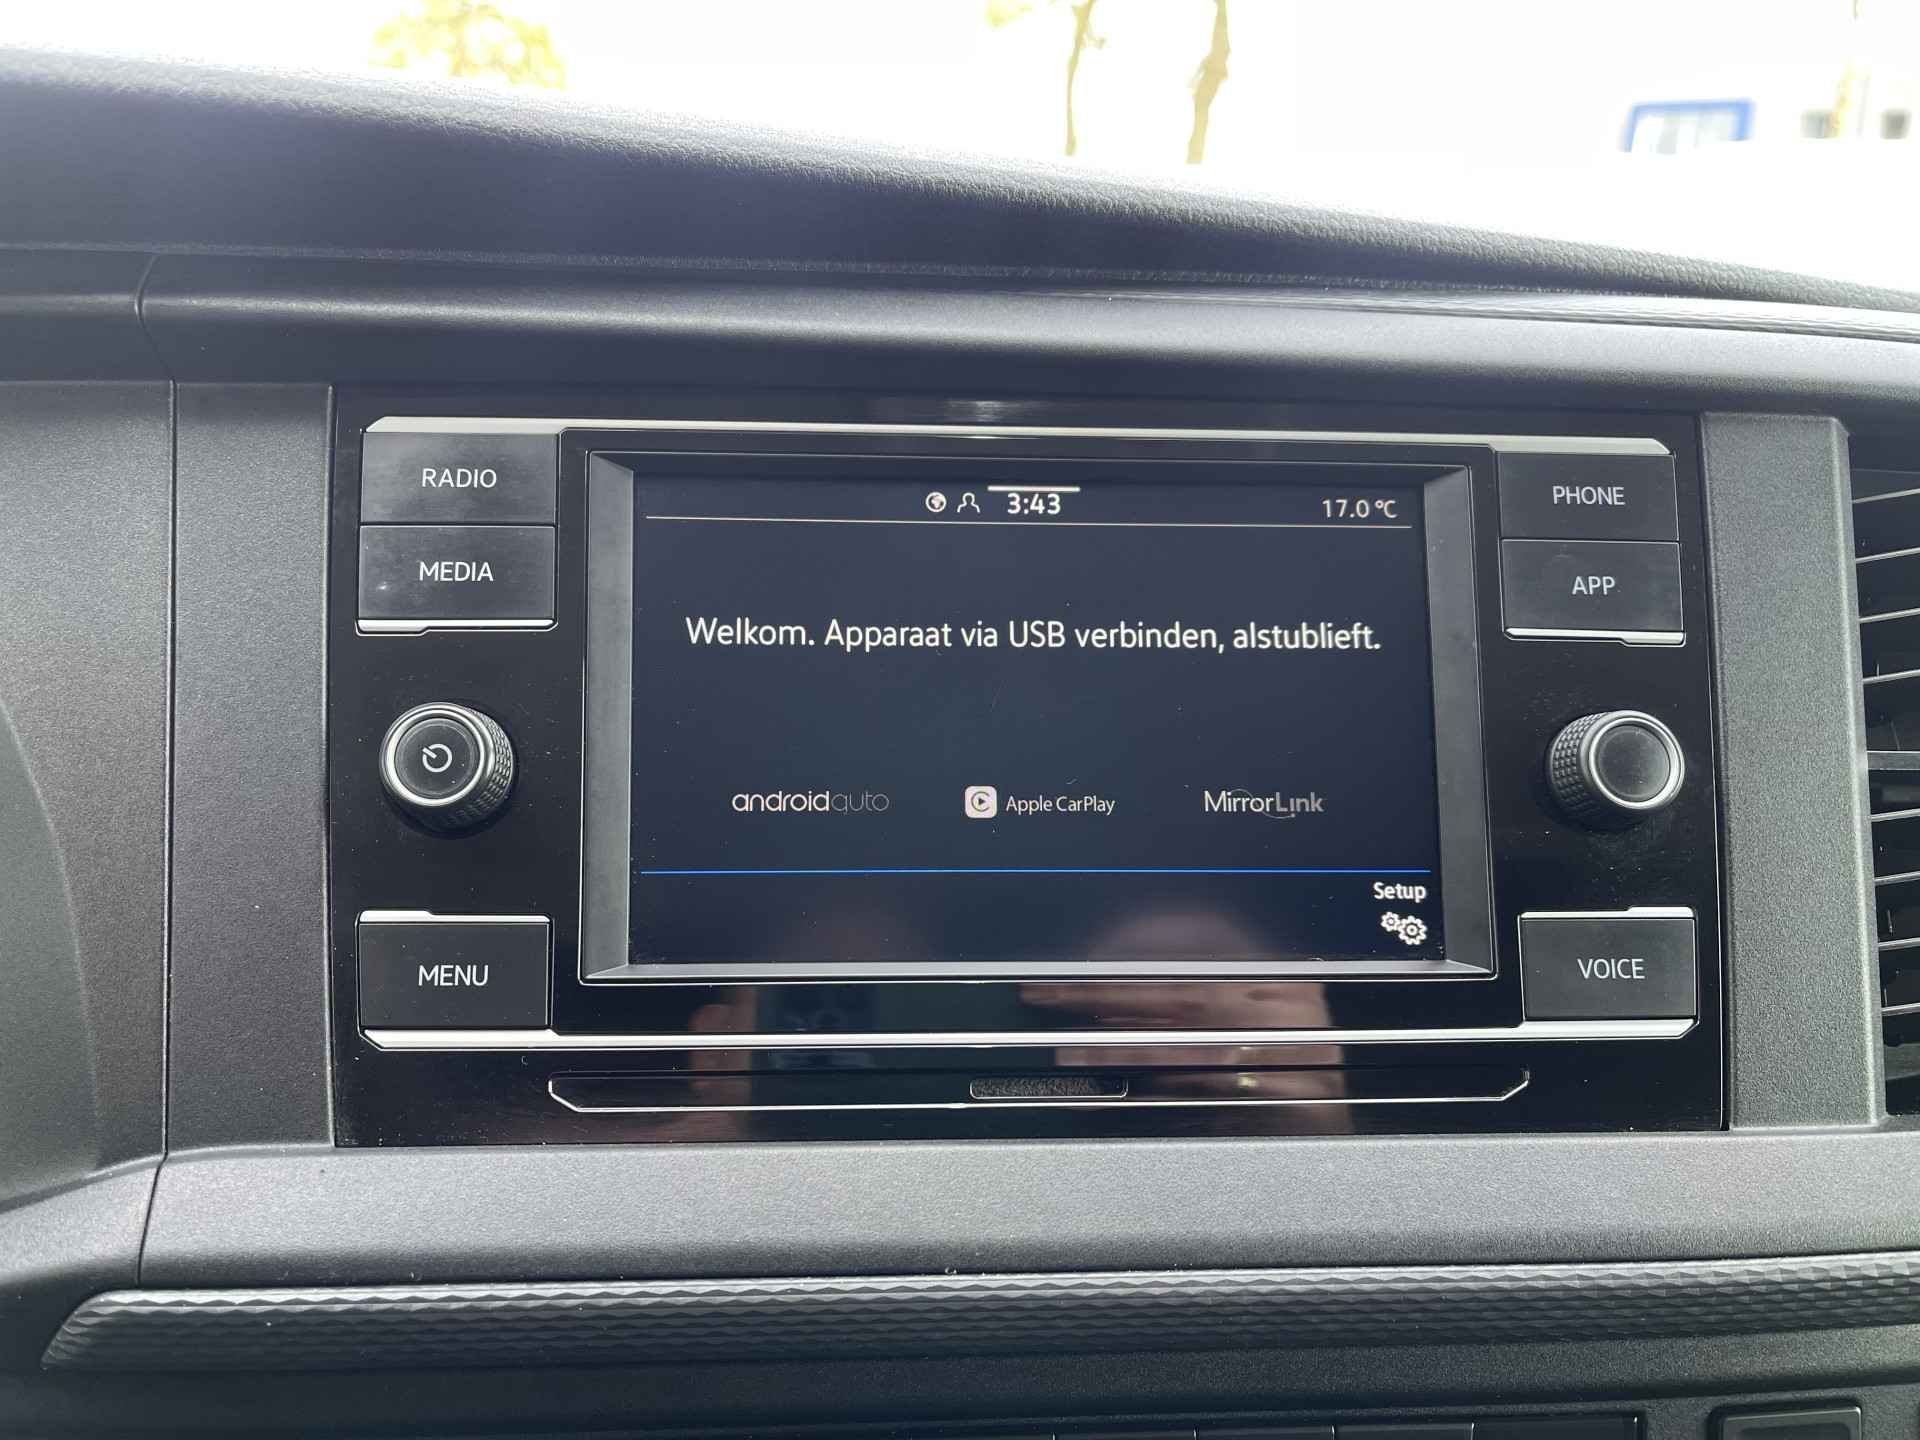 RADIO
MEDIA
MENU
3:43
17.0 °C
Welkom. Apparaat via USB verbinden, alstublieft.
androidauto
Apple CarPlay
MirrorLink
Setup
PHONE
APP
VOICE